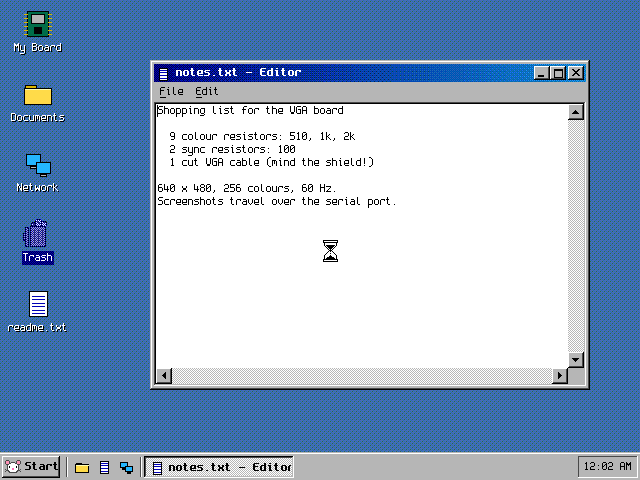 My Board
Documents
Network
Trash
readme.txt
notes.txt - Editor
File Edit
Shopping list for the VGA board
9 colour resistors: 510, 1k, 2k
2 sync resistors: 100
1 cut VGA cable (mind the shield!)
640 x 480, 256 colours, 60 Hz.
Screenshots travel over the serial port.
Start
notes.txt - Editor
12:02 AM